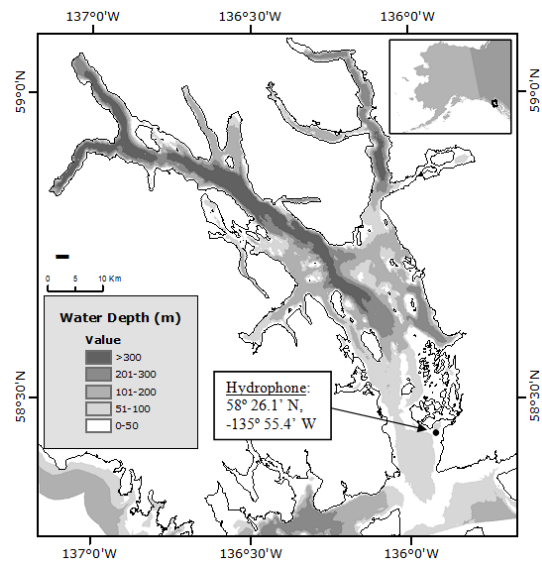 137°0'W
136°30'W
136°0'W
59°0'N
59°0'N
0
5
10 Km
Water Depth (m)
Value
>300
201-300
101-200
51-100
0-50
Hydrophone:
58° 26.1' N,
-135° 55.4' W
58°30'N
58°30'N
137°0'W
136°30'W
136°0'W